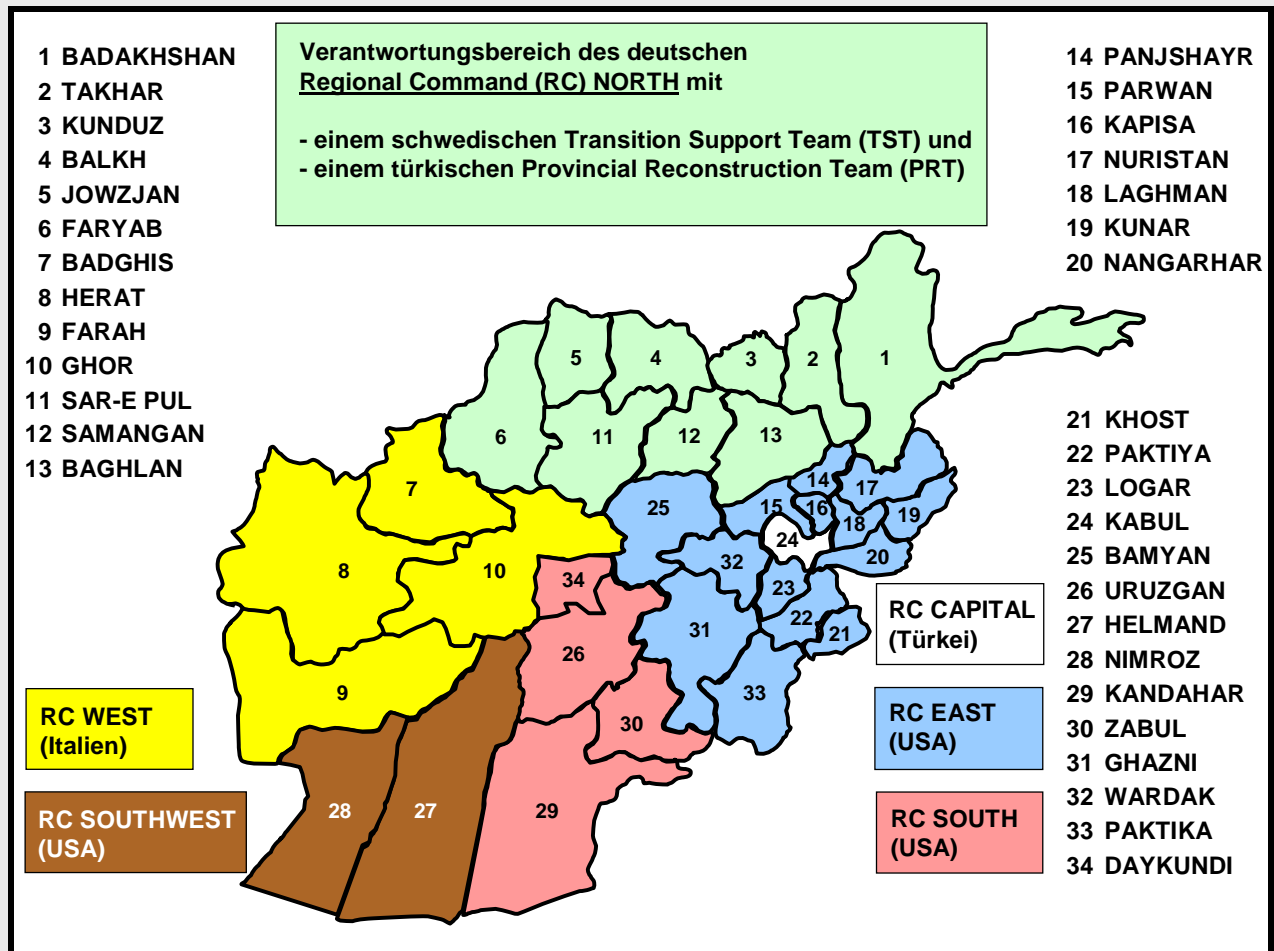 1 BADAKHSHAN
2 TAKHAR
3 KUNDUZ
4 BALKH
5 JOWZJAN
6 FARYAB
7 BADGHIS
8 HERAT
9 FARAH
10 GHOR
11 SAR-E PUL
12 SAMANGAN
13 BAGHLAN
Verantwortungsbereich des deutschen
Regional Command (RC) NORTH mit
- einem schwedischen Transition Support Team (TST) und
- einem türkischen Provincial Reconstruction Team (PRT)
14 PANJSHAYR
15 PARWAN
16 KAPISA
17 NURISTAN
18 LAGHMAN
19 KUNAR
20 NANGARHAR
21 KHOST
22 PAKTIYA
23 LOGAR
24 KABUL
25 BAMYAN
26 URUZGAN
27 HELMAND
28 NIMROZ
29 KANDAHAR
30 ZABUL
31 GHAZNI
32 WARDAK
33 PAKTIKA
34 DAYKUNDI
5
4
3
2
1
6
11
12
13
7
25
14
15
16
17
18
19
24
20
8
10
34
32
23
22
21
31
26
9
33
30
28
27
29
RC WEST
(Italien)
RC SOUTHWEST
(USA)
RC CAPITAL
(Türkei)
RC EAST
(USA)
RC SOUTH
(USA)